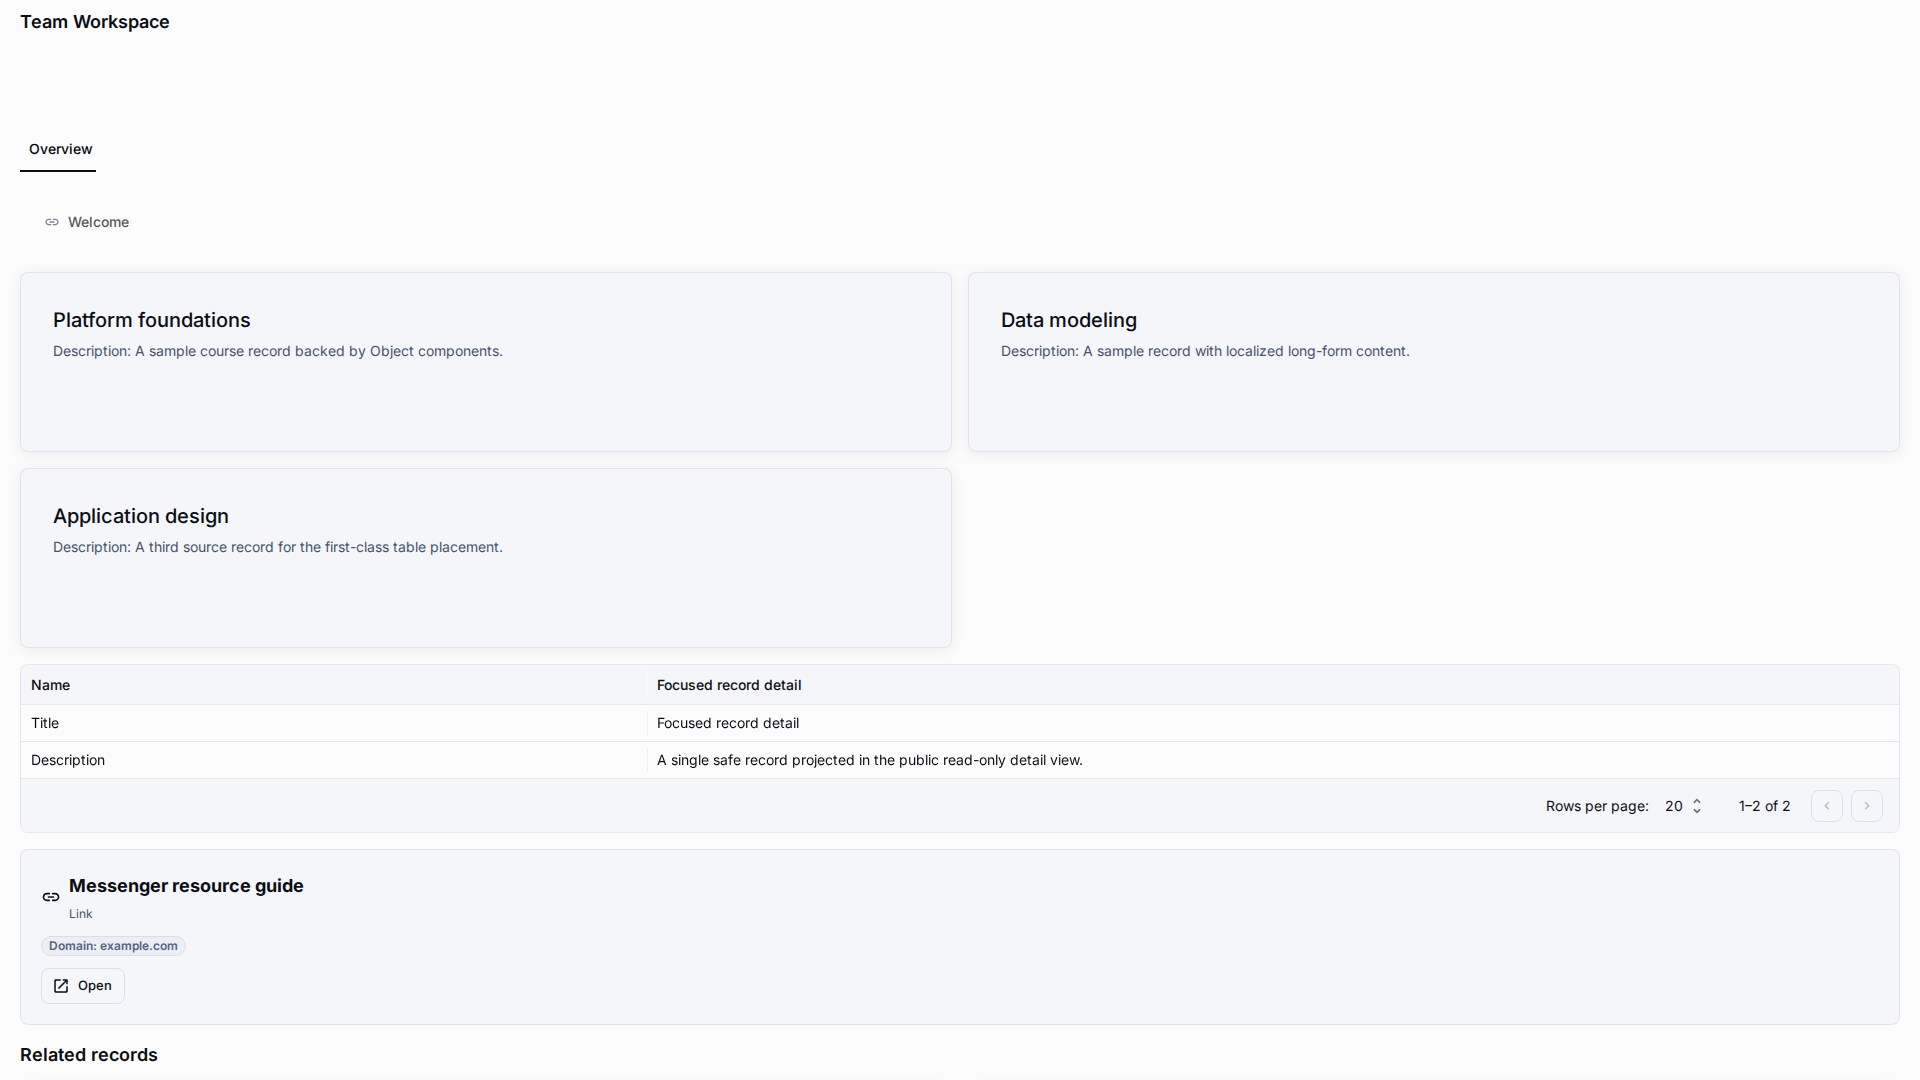 Team Workspace
Overview
Welcome
Platform foundations
Description: A sample course record backed by Object components.
Data modeling
Description: A sample record with localized long-form content.
Application design
Description: A third source record for the first-class table placement.
Name Focused record detail
Title Focused record detail
Description A single safe record projected in the public read-only detail view.
Rows per page: 20 1–2 of 2
Messenger resource guide
Link
Domain: example.com
Open
Related records